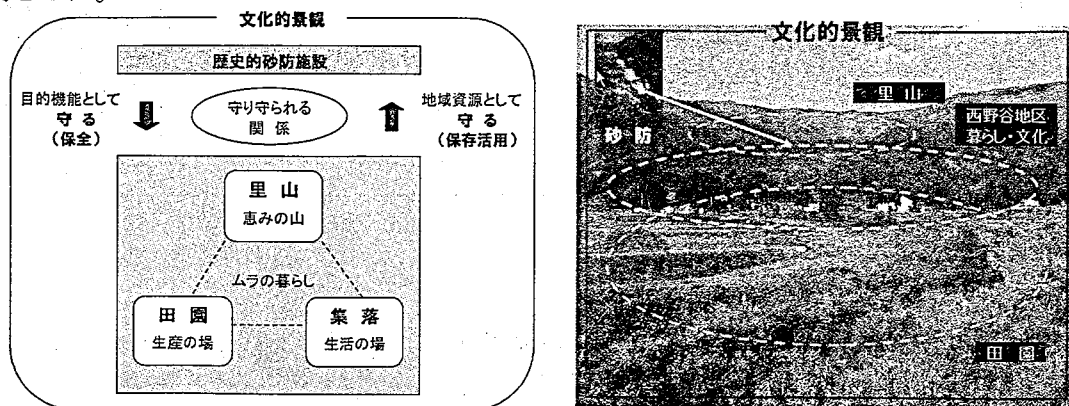 文化的景観
歴史的砂防施設
目的機能として
守る
(保全)
守り守られる
関係
地域資源として
守る
(保存活用)
里山
恵みの山
ムラの暮らし
田園
生産の場
集落
生活の場
文化的景観
里山
西野谷地区
暮らし・文化
砂防
田園